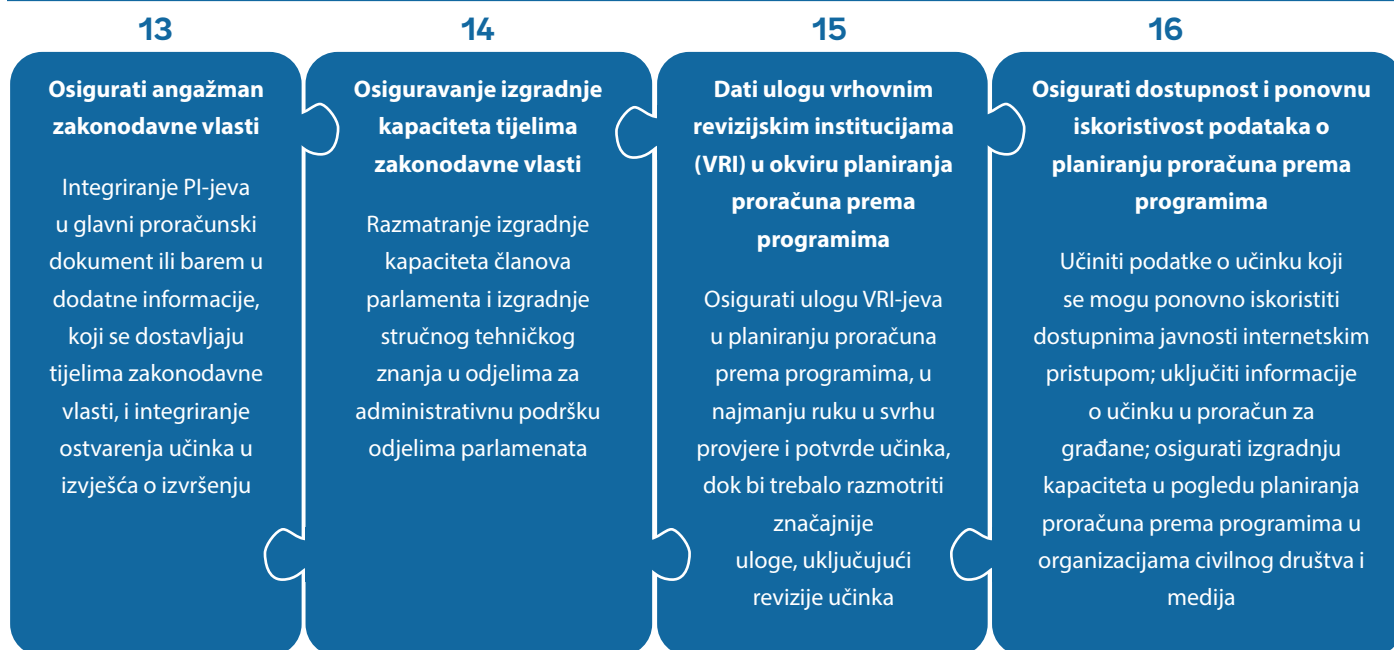 13
Osigurati angažman
zakonodavne vlasti
Integriranje PI-jeva
u glavni proračunski
dokument ili barem u
dodatne informacije,
koji se dostavljaju
tijelima zakonodavne
vlasti, i integriranje
ostvarenja učinka u
izvješća o izvršenju
14
Osiguravanje izgradnje
kapaciteta tijelima
zakonodavne vlasti
Razmatranje izgradnje
kapaciteta članova
parlamenta i izgradnje
stručnog tehničkog
znanja u odjelima za
administrativnu podršku
odjelima parlamenata
15
Dati ulogu vrhovnim
revizijskim institucijama
(VRI) u okviru planiranja
proračuna prema
programima
Osigurati ulogu VRI-jeva
u planiranju proračuna
prema programima, u
najmanju ruku u svrhu
provjere i potvrde učinka,
dok bi trebalo razmotriti
značajnije
uloge, uključujući
revizije učinka
16
Osigurati dostupnost i ponovnu
iskoristivost podataka o
planiranju proračuna prema
programima
Učiniti podatke o učinku koji
se mogu ponovno iskoristiti
dostupnima javnosti internetskim
pristupom; uključiti informacije
o učinku u proračun za
građane; osigurati izgradnju
kapaciteta u pogledu planiranja
proračuna prema programima u
organizacijama civilnog društva i
medija